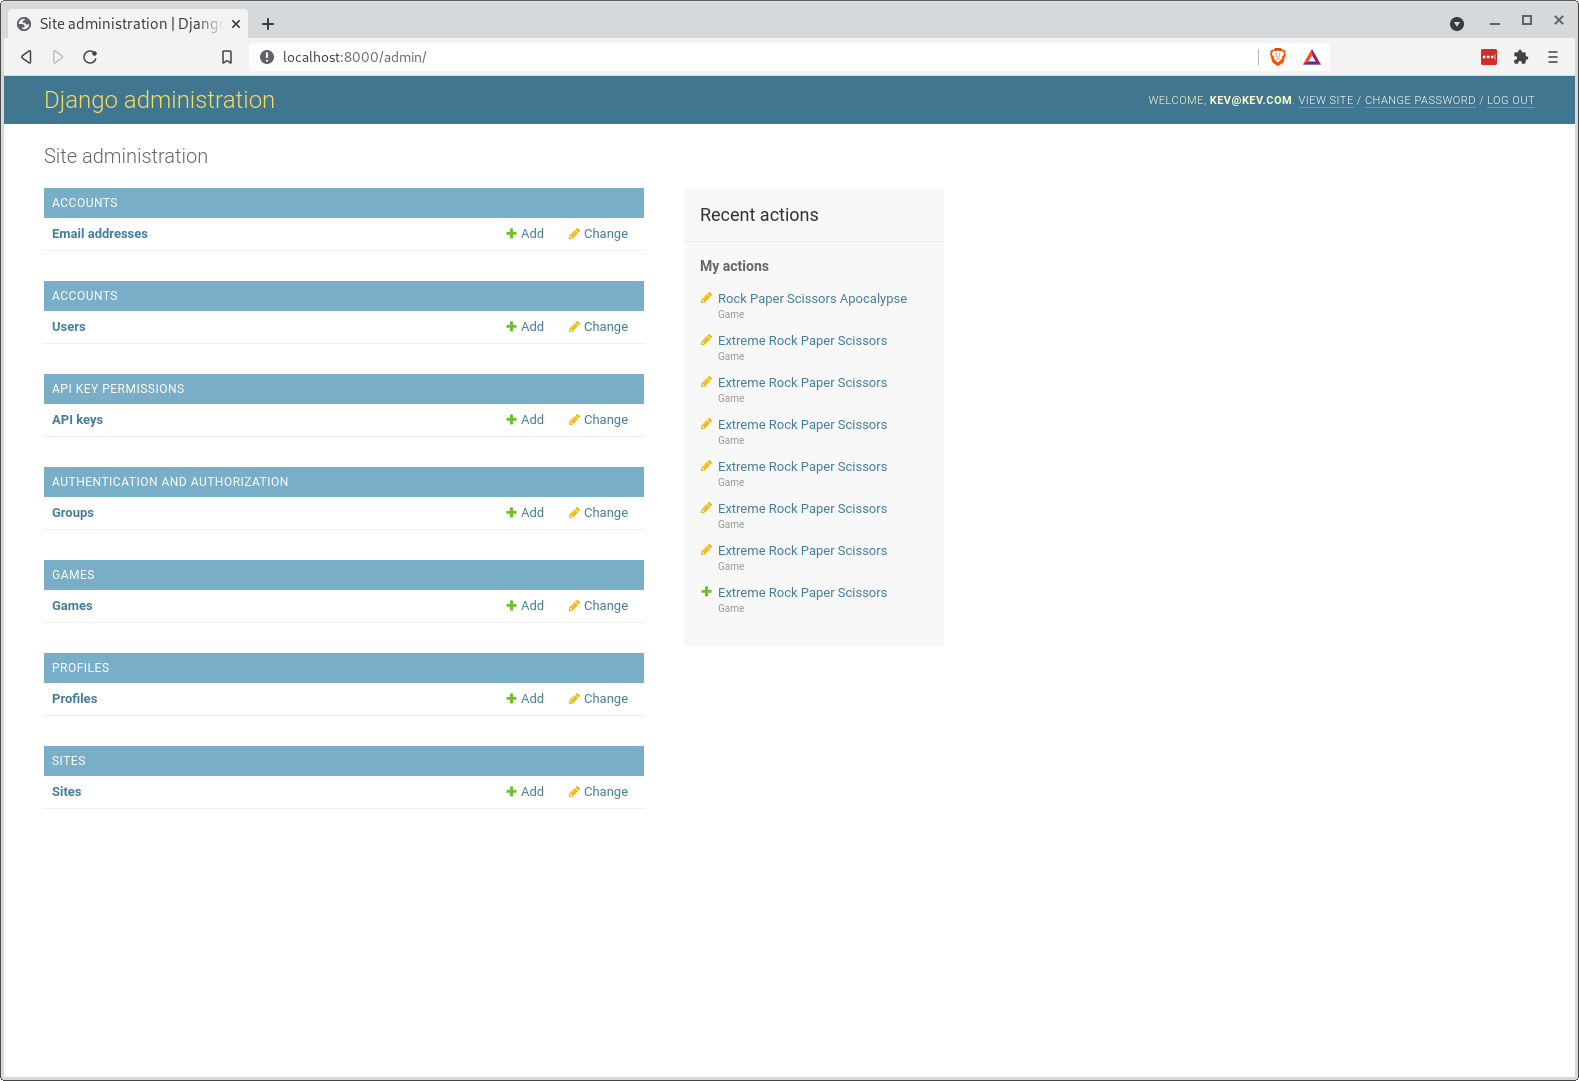 Site administration | Djang
localhost:8000/admin/
Django administration
WELCOME, KEV@KEV.COM. VIEW SITE / CHANGE PASSWORD / LOG OUT
Site administration
ACCOUNTS
Email addresses Add Change
ACCOUNTS
Users Add Change
API KEY PERMISSIONS
API keys Add Change
AUTHENTICATION AND AUTHORIZATION
Groups Add Change
GAMES
Games Add Change
PROFILES
Profiles Add Change
SITES
Sites Add Change
Recent actions
My actions
Rock Paper Scissors Apocalypse
Game
Extreme Rock Paper Scissors
Game
Extreme Rock Paper Scissors
Game
Extreme Rock Paper Scissors
Game
Extreme Rock Paper Scissors
Game
Extreme Rock Paper Scissors
Game
Extreme Rock Paper Scissors
Game
Extreme Rock Paper Scissors
Game